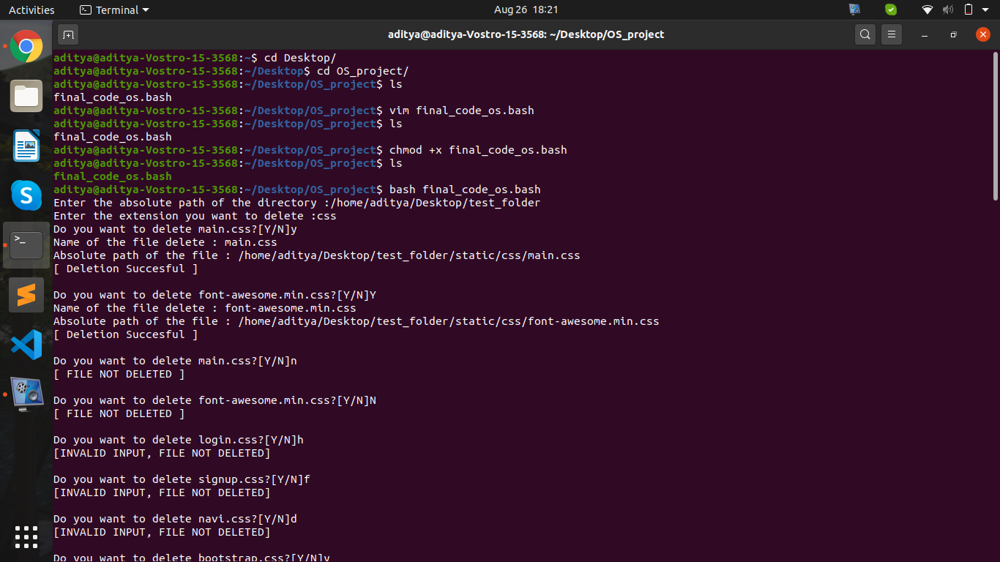 Activities
Terminal
Aug 26 18:21
aditya@aditya-Vostro-15-3568: ~/Desktop/OS_project
aditya@aditya-Vostro-15-3568:~$ cd Desktop/
aditya@aditya-Vostro-15-3568:~/Desktop$ cd OS_project/
aditya@aditya-Vostro-15-3568:~/Desktop/OS_project$ ls
final_code_os.bash
aditya@aditya-Vostro-15-3568:~/Desktop/OS_project$ vim final_code_os.bash
aditya@aditya-Vostro-15-3568:~/Desktop/OS_project$ ls
final_code_os.bash
aditya@aditya-Vostro-15-3568:~/Desktop/OS_project$ chmod +x final_code_os.bash
aditya@aditya-Vostro-15-3568:~/Desktop/OS_project$ ls
final_code_os.bash
aditya@aditya-Vostro-15-3568:~/Desktop/OS_project$ bash final_code_os.bash
Enter the absolute path of the directory :/home/aditya/Desktop/test_folder
Enter the extension you want to delete :css
Do you want to delete main.css?[Y/N]y
Name of the file delete : main.css
Absolute path of the file : /home/aditya/Desktop/test_folder/static/css/main.css
[ Deletion Succesful ]
Do you want to delete font-awesome.min.css?[Y/N]Y
Name of the file delete : font-awesome.min.css
Absolute path of the file : /home/aditya/Desktop/test_folder/static/css/font-awesome.min.css
[ Deletion Succesful ]
Do you want to delete main.css?[Y/N]n
[ FILE NOT DELETED ]
Do you want to delete font-awesome.min.css?[Y/N]N
[ FILE NOT DELETED ]
Do you want to delete login.css?[Y/N]h
[INVALID INPUT, FILE NOT DELETED]
Do you want to delete signup.css?[Y/N]f
[INVALID INPUT, FILE NOT DELETED]
Do you want to delete navi.css?[Y/N]d
[INVALID INPUT, FILE NOT DELETED]
Do you want to delete bootstrap.css?[Y/N]y